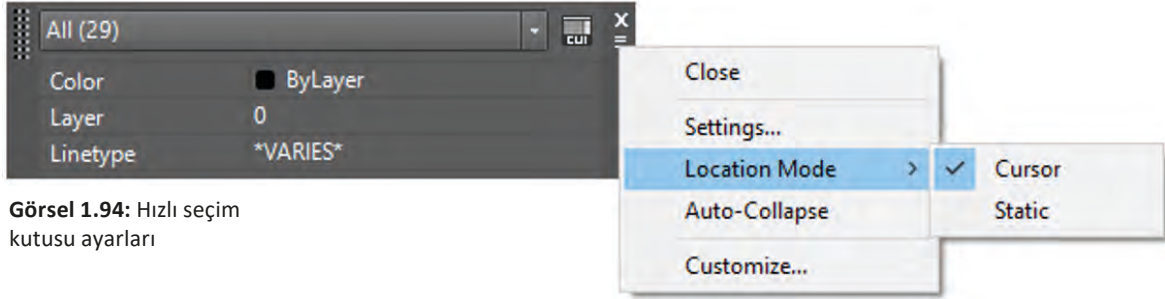 All (29)
CUI
Color ByLayer
Layer 0
Linetype *VARIES*
Close
Settings...
Location Mode
Cursor
Static
Auto-Collapse
Customize...
Görsel 1.94: Hızlı seçim
kutusu ayarları